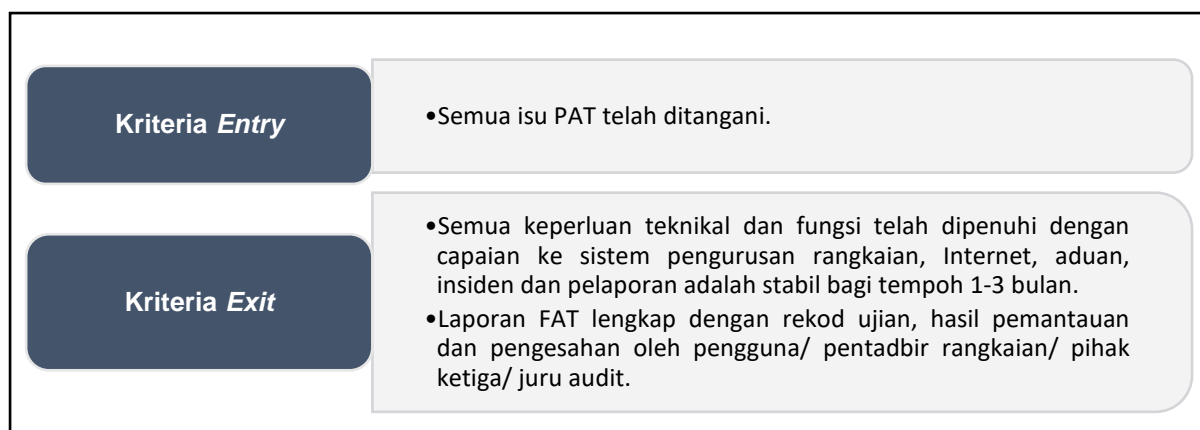 Kriteria Entry
•Semua isu PAT telah ditangani.
Kriteria Exit
•Semua keperluan teknikal dan fungsi telah dipenuhi dengan
capaian ke sistem pengurusan rangkaian, Internet, aduan,
insiden dan pelaporan adalah stabil bagi tempoh 1-3 bulan.
•Laporan FAT lengkap dengan rekod ujian, hasil pemantauan
dan pengesahan oleh pengguna/ pentadbir rangkaian/ pihak
ketiga/ juru audit.